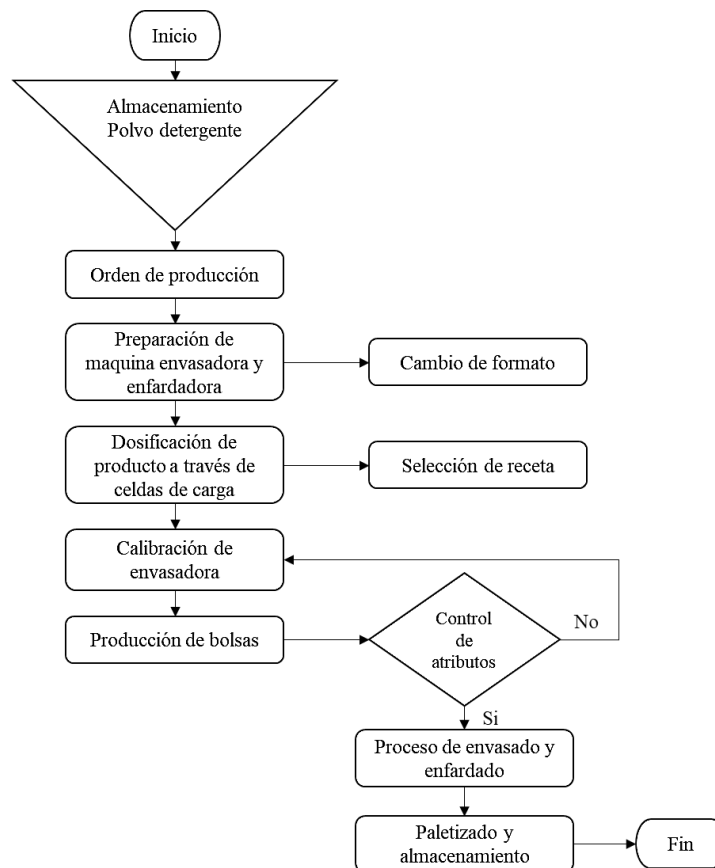 Inicio
Almacenamiento
Polvo detergente
Orden de producción
Preparación de
maquina envasadora y
enfardadora
Cambio de formato
Dosificación de
producto a través de
celdas de carga
Selección de receta
Calibración de
envasadora
Producción de bolsas
Control
de
atributos
No
Si
Proceso de envasado y
enfardado
Paletizado y
almacenamiento
Fin